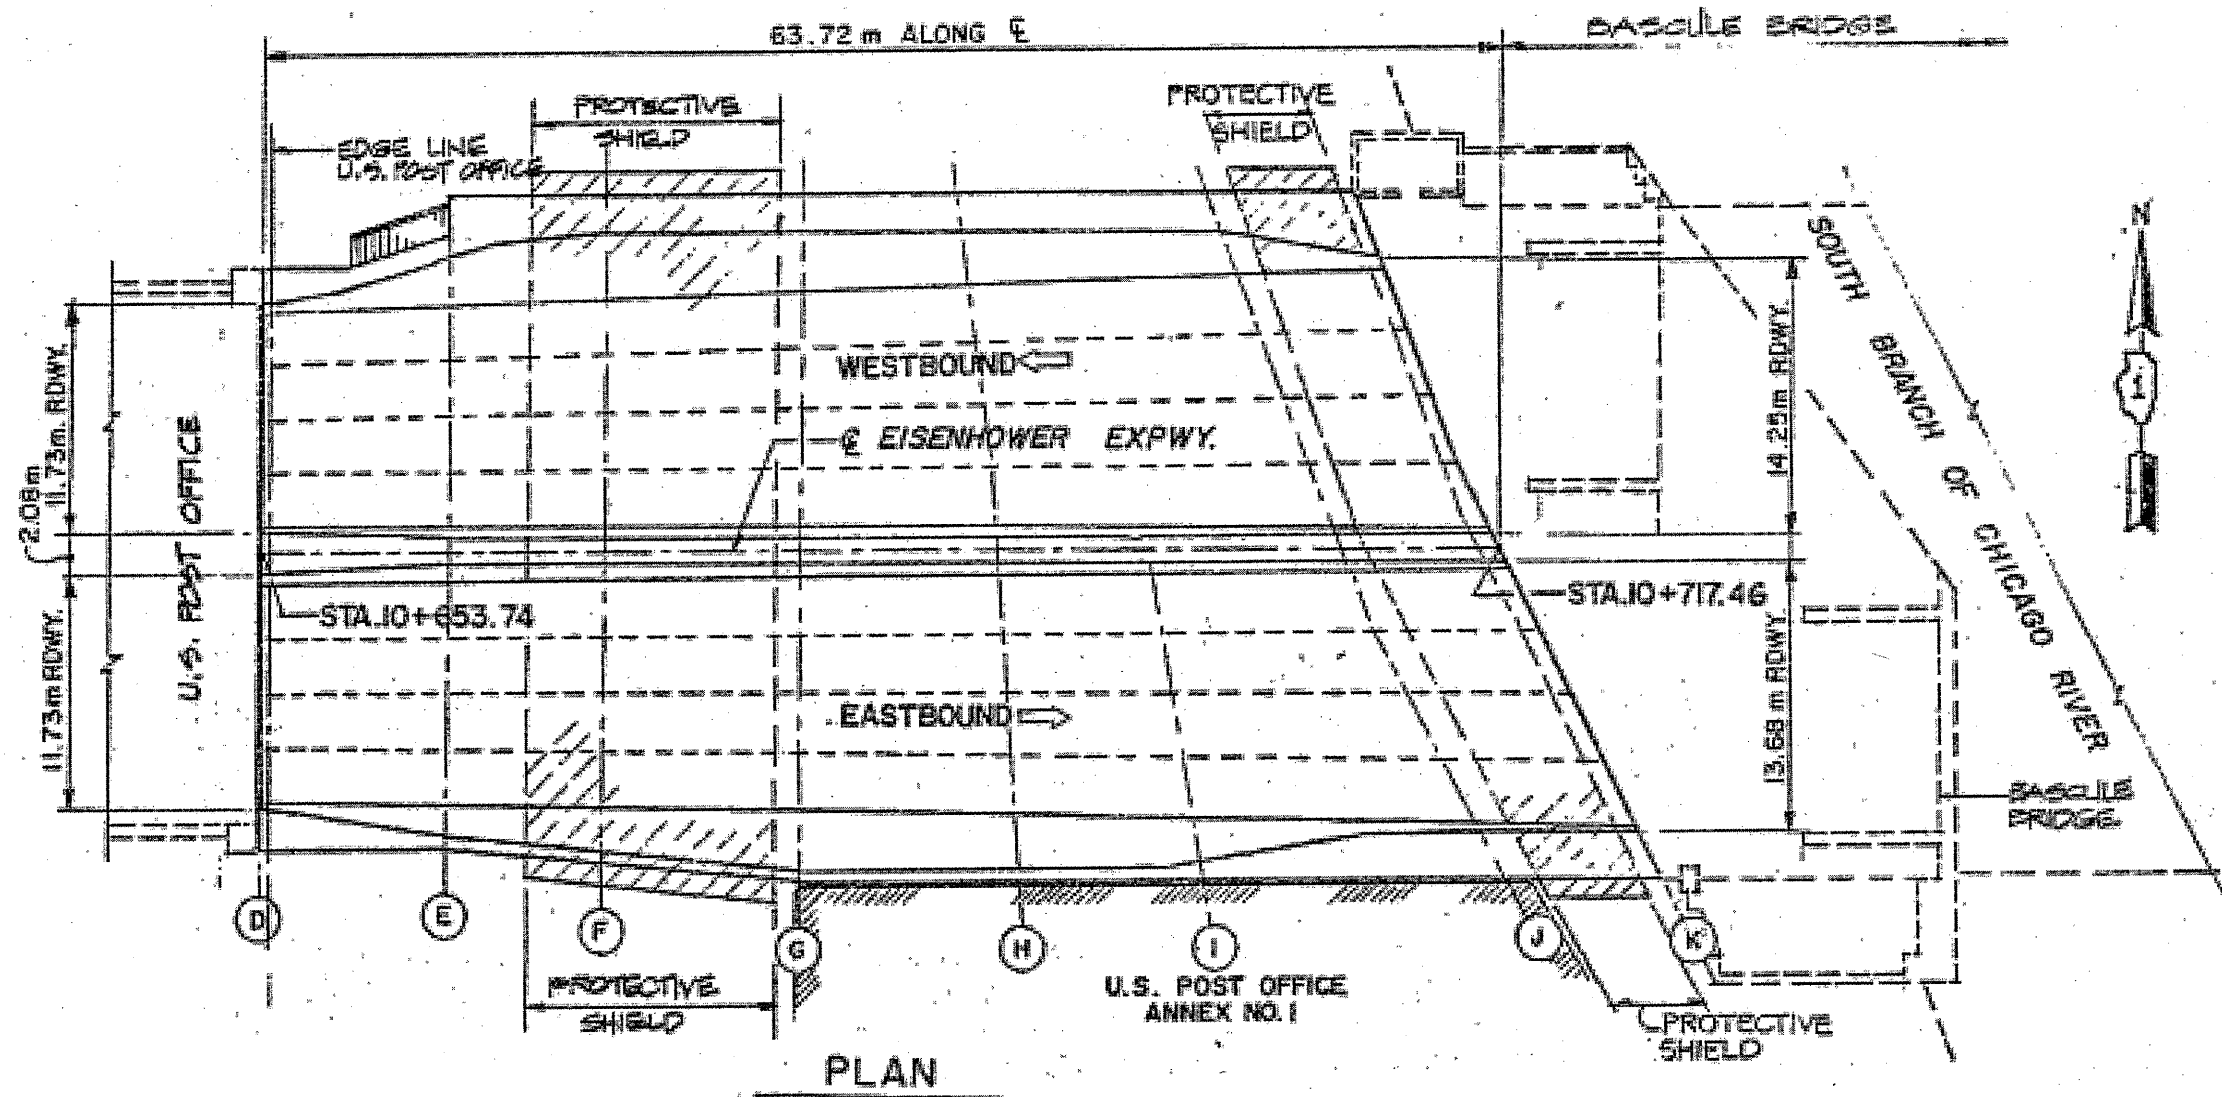 63.72 m ALONG ℄
BASCULE BRIDGE
PROTECTIVE
SHIELD
PROTECTIVE
SHIELD
EDGE LINE
U.S. POST OFFICE
N
1
SOUTH BRANCH OF CHICAGO RIVER
WESTBOUND
℄ EISENHOWER EXPWY.
11.73m. RDWY.
2.08m
11.73m RDWY.
U.S. POST OFFICE
14.25m RDWY.
13.68 m RDWY
STA.10+653.74
STA.10+717.46
EASTBOUND
BASCULE
BRIDGE
D
E
F
G
H
I
J
K
PROTECTIVE
SHIELD
U.S. POST OFFICE
ANNEX NO. 1
PROTECTIVE
SHIELD
PLAN